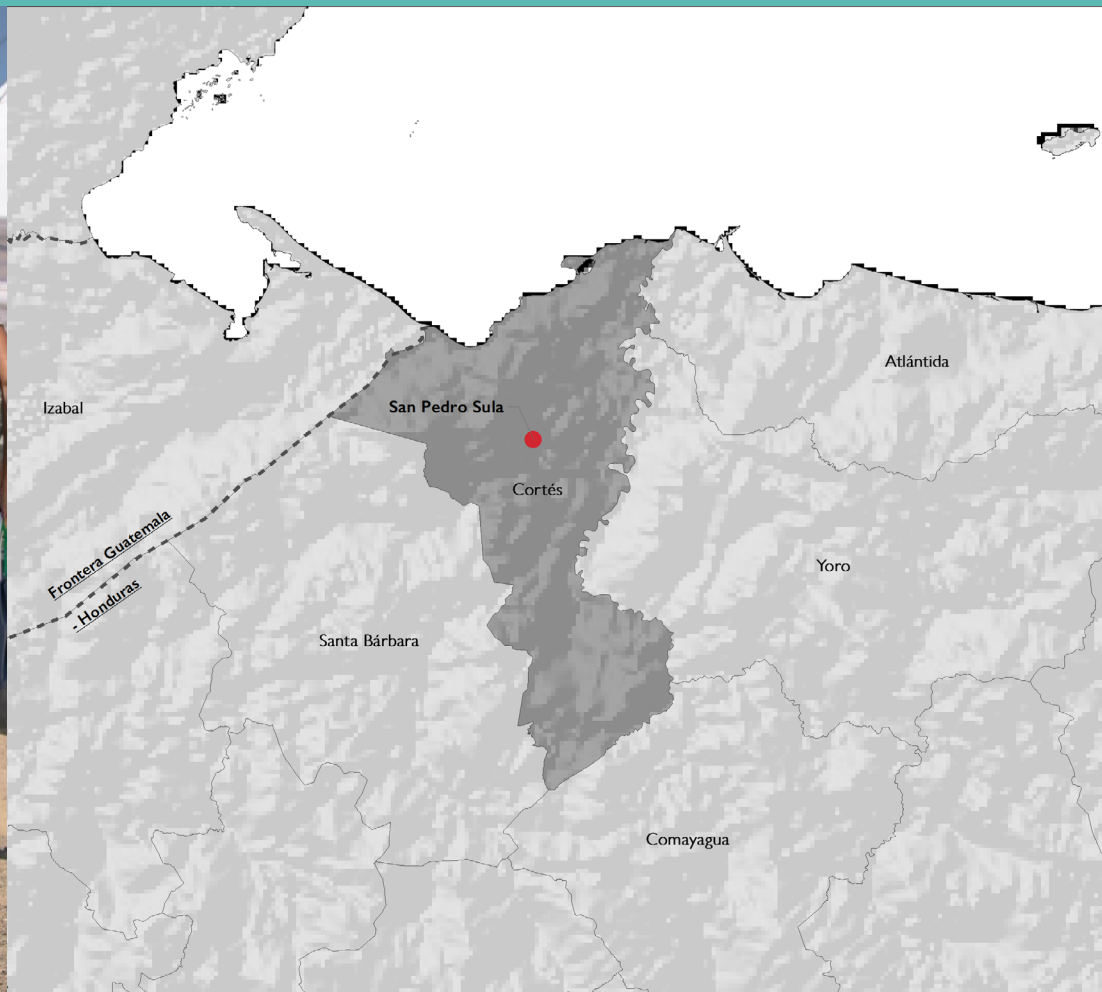 Atlántida
Izabal
San Pedro Sula
Cortés
Frontera Guatemala
- Honduras
Yoro
Santa Bárbara
Comayagua